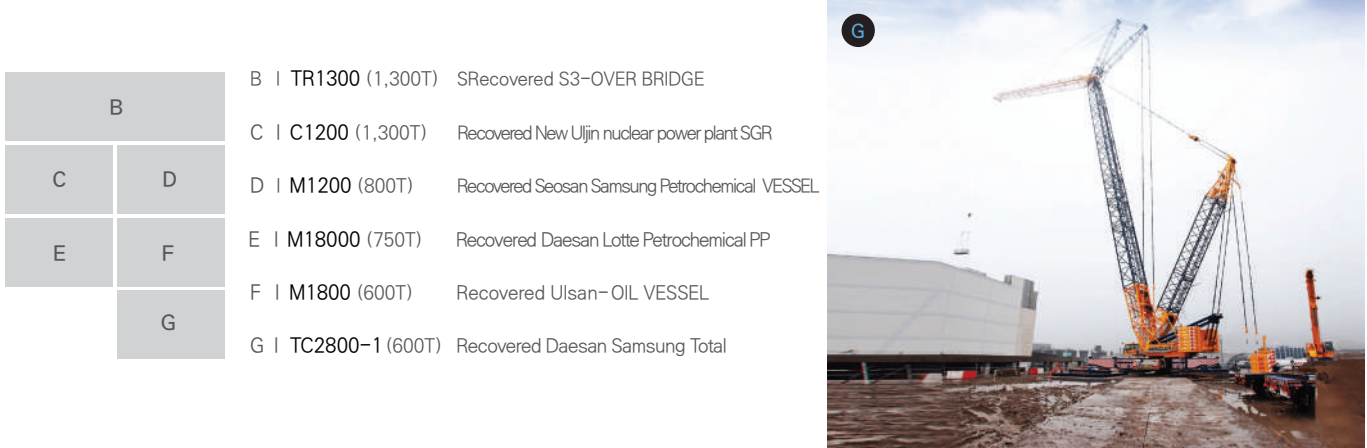 B
C D
E F
G
B | TR1300 (1,300T) SRecovered S3-OVER BRIDGE
C | C1200 (1,300T) Recovered New Uljin nuclear power plant SGR
D | M1200 (800T) Recovered Seosan Samsung Petrochemical VESSEL
E | M18000 (750T) Recovered Daesan Lotte Petrochemical PP
F | M1800 (600T) Recovered Ulsan-OIL VESSEL
G | TC2800-1 (600T) Recovered Daesan Samsung Total
G